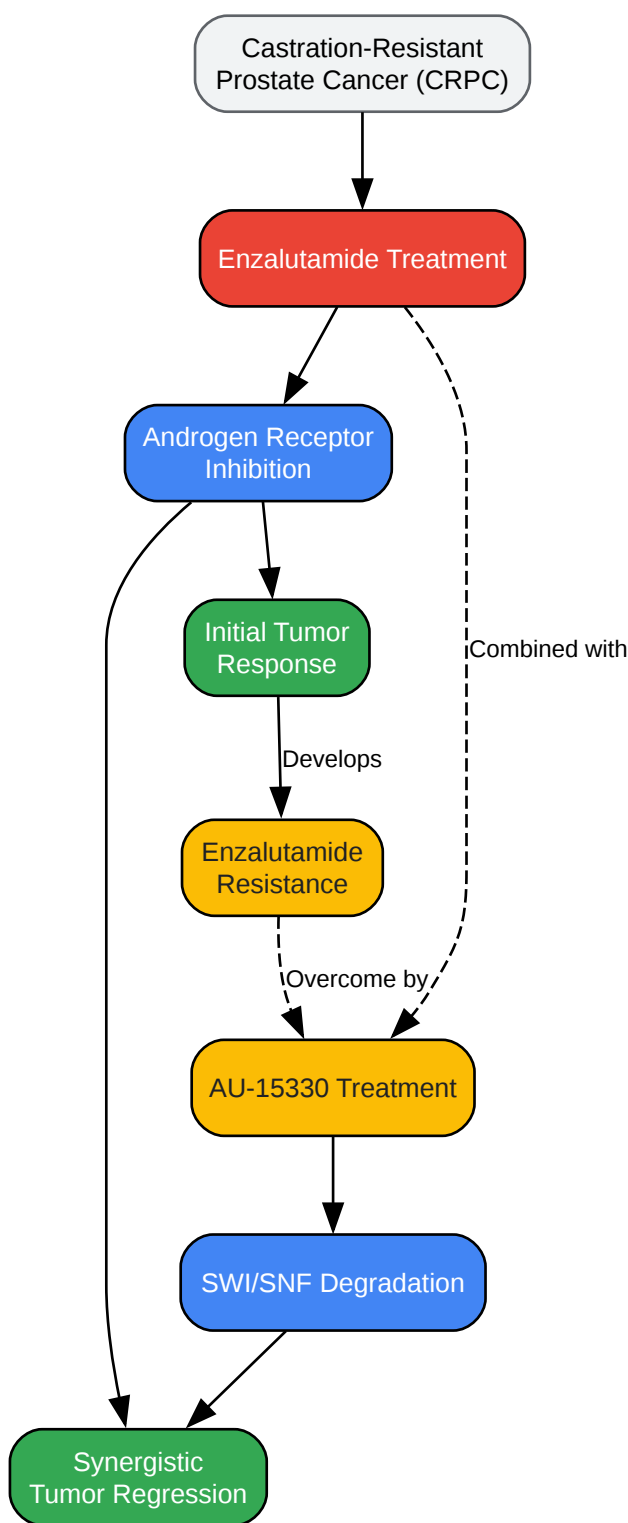 Castration-Resistant
Prostate Cancer (CRPC)
Enzalutamide Treatment
Androgen Receptor
Inhibition
Initial Tumor
Response
Combined with
Develops
Enzalutamide
Resistance
Overcome by
AU-15330 Treatment
SWI/SNF Degradation
Synergistic
Tumor Regression